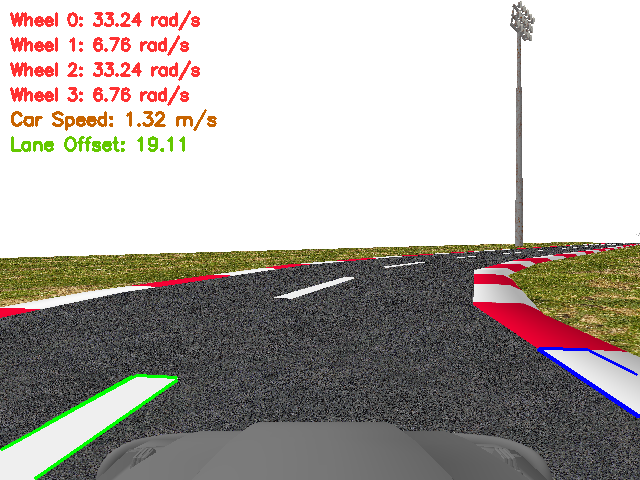 Wheel 0: 33.24 rad/s
Wheel 1: 6.76 rad/s
Wheel 2: 33.24 rad/s
Wheel 3: 6.76 rad/s
Car Speed: 1.32 m/s
Lane Offset: 19.11